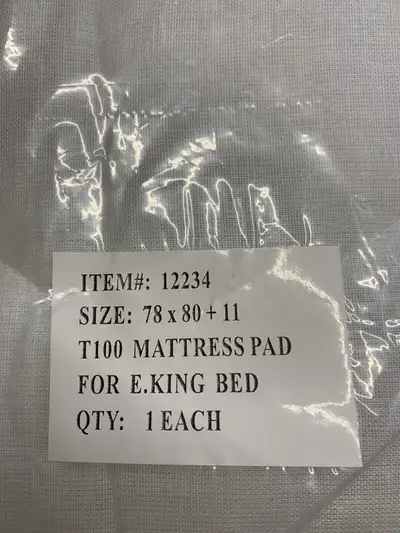 ITEM#: 12234
SIZE: 78 x 80 + 11
T100 MATTRESS PAD
FOR E.KING BED
QTY: 1 EACH